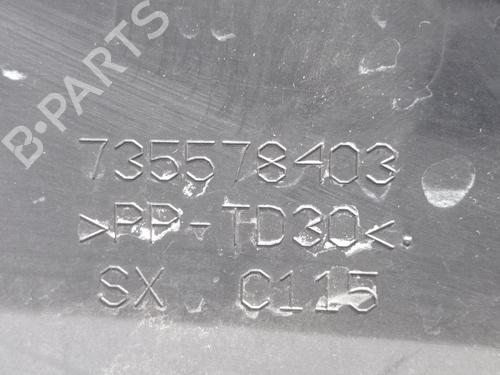 B-PARTS
735578403
>PP-TD30<.
SX C115